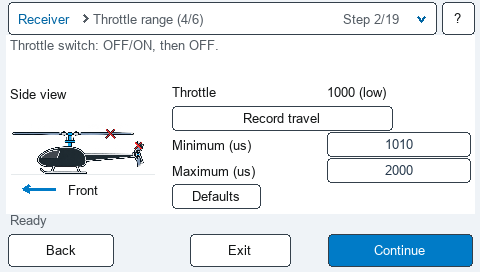 Receiver > Throttle range (4/6) Step 2/19 ?
Throttle switch: OFF/ON, then OFF.
Side view
Throttle 1000 (low)
Record travel
Minimum (us) 1010
Maximum (us) 2000
Front
Defaults
Ready
Back Exit Continue